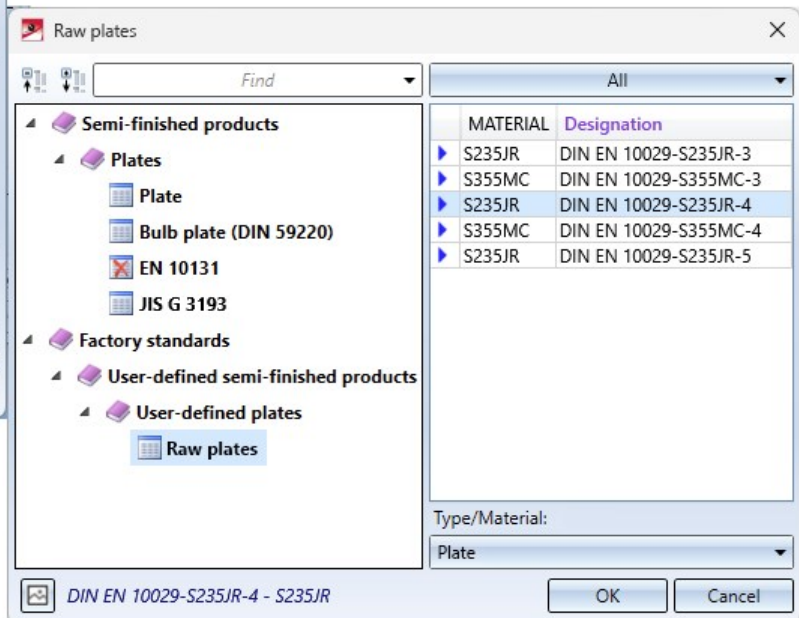 Raw plates
Find
All
Semi-finished products
Plates
Plate
Bulb plate (DIN 59220)
EN 10131
JIS G 3193
Factory standards
User-defined semi-finished products
User-defined plates
Raw plates
MATERIAL Designation
S235JR DIN EN 10029-S235JR-3
S355MC DIN EN 10029-S355MC-3
S235JR DIN EN 10029-S235JR-4
S355MC DIN EN 10029-S355MC-4
S235JR DIN EN 10029-S235JR-5
Type/Material:
Plate
DIN EN 10029-S235JR-4 - S235JR
OK Cancel